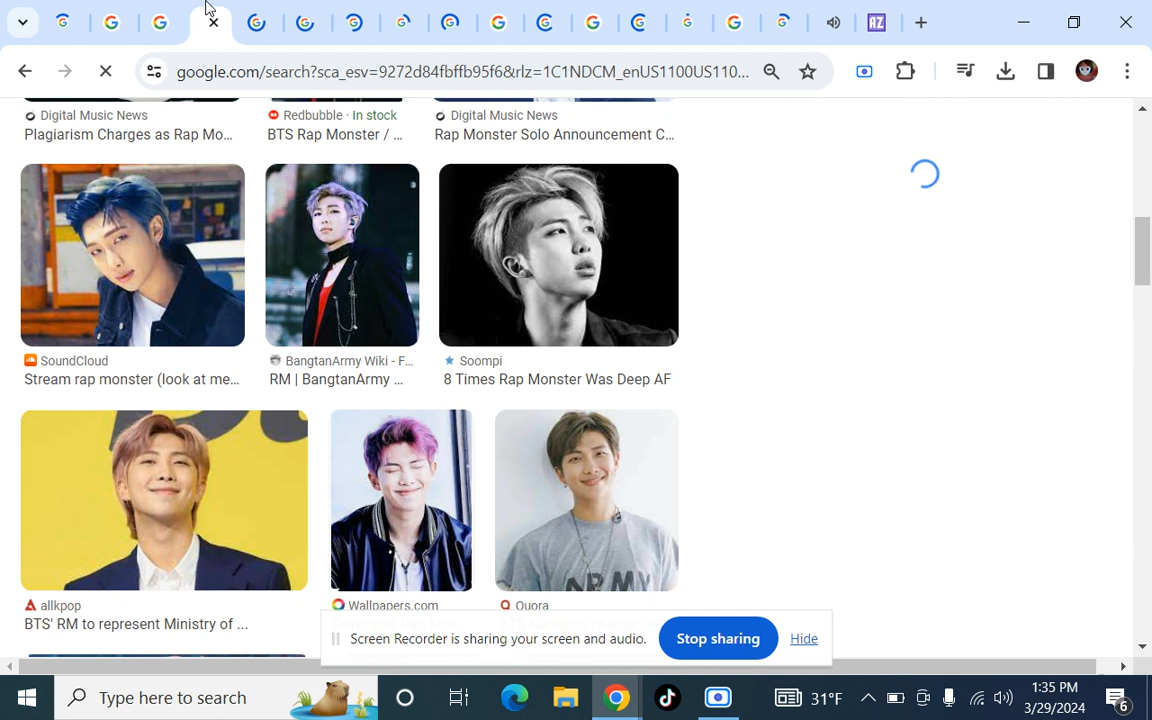 google.com/search?sca_esv=9272d84fbffb95f6&rlz=1C1NDCM_enUS1100US110...
Digital Music News
Redbubble · In stock
Digital Music News
Plagiarism Charges as Rap Mo...
BTS Rap Monster / ...
Rap Monster Solo Announcement C...
SoundCloud
BangtanArmy Wiki - F...
Soompi
Stream rap monster (look at me...
RM | BangtanArmy ...
8 Times Rap Monster Was Deep AF
ARMY
allkpop
Wallpapers.com
Quora
BTS' RM to represent Ministry of ...
Screen Recorder is sharing your screen and audio.
Stop sharing
Hide
Type here to search
31°F
1:35 PM
3/29/2024
6
AZ